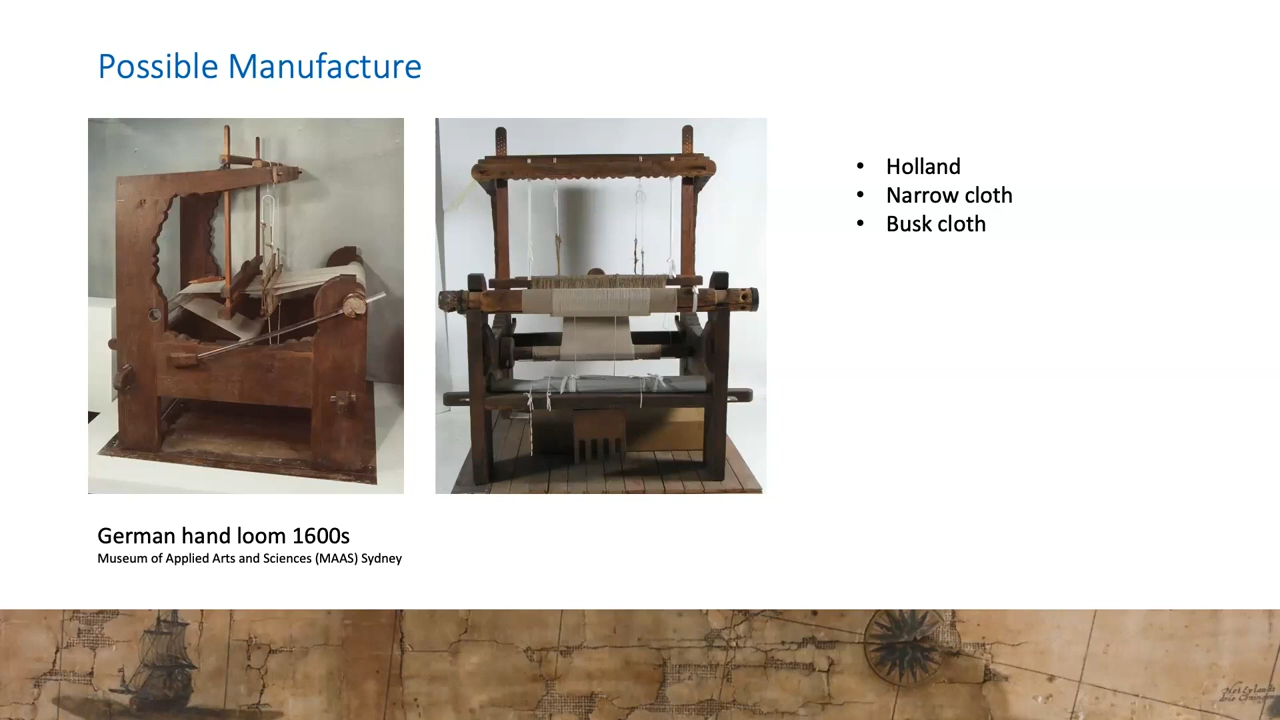 Possible Manufacture
• Holland
• Narrow cloth
• Busk cloth
German hand loom 1600s
Museum of Applied Arts and Sciences (MAAS) Sydney